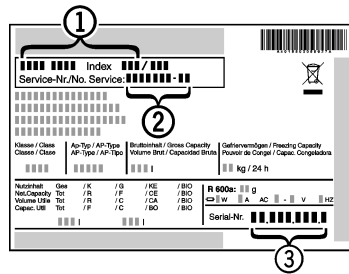 1
Index /
Service-Nr./No. Service: -
2
Klasse / Class
Classe / Clase
Ap-Typ / AP-Type
AP-Type / AP-Tipo
Bruttoinhalt / Gross Capacity
Volume Brut / Capacidad Bruta
Gefriervermögen / Freezing Capacity
Pouvoir de Congel / Capac. Congeladora
l
kg / 24 h
Nutzinhalt Ges / K / G / KE / BIO
Net.Capacity Tot / R / F / CE / BIO
Volume Utile Tot / R / C / CA / BIO
Capac. Util Tot / F / C / BO / BIO
l l
R 600a: g
W A AC - V HZ
Serial-Nr. . . .
3